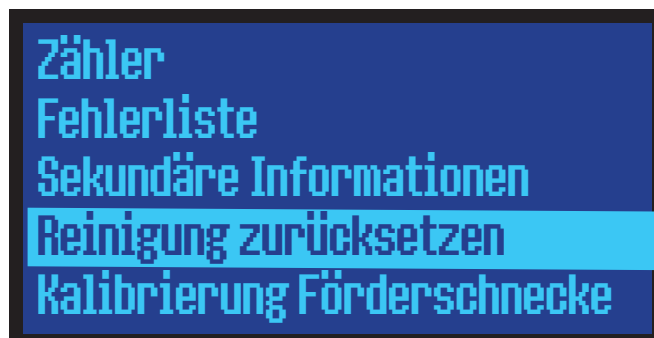 Zähler
Fehlerliste
Sekundäre Informationen
Reinigung zurücksetzen
Kalibrierung Förderschnecke